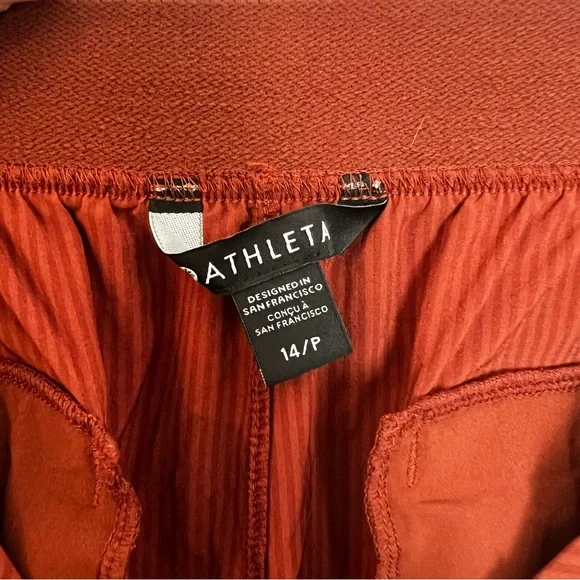 ATHLETA
DESIGNED IN
SAN FRANCISCO
CONÇU À
SAN FRANCISCO
14/P